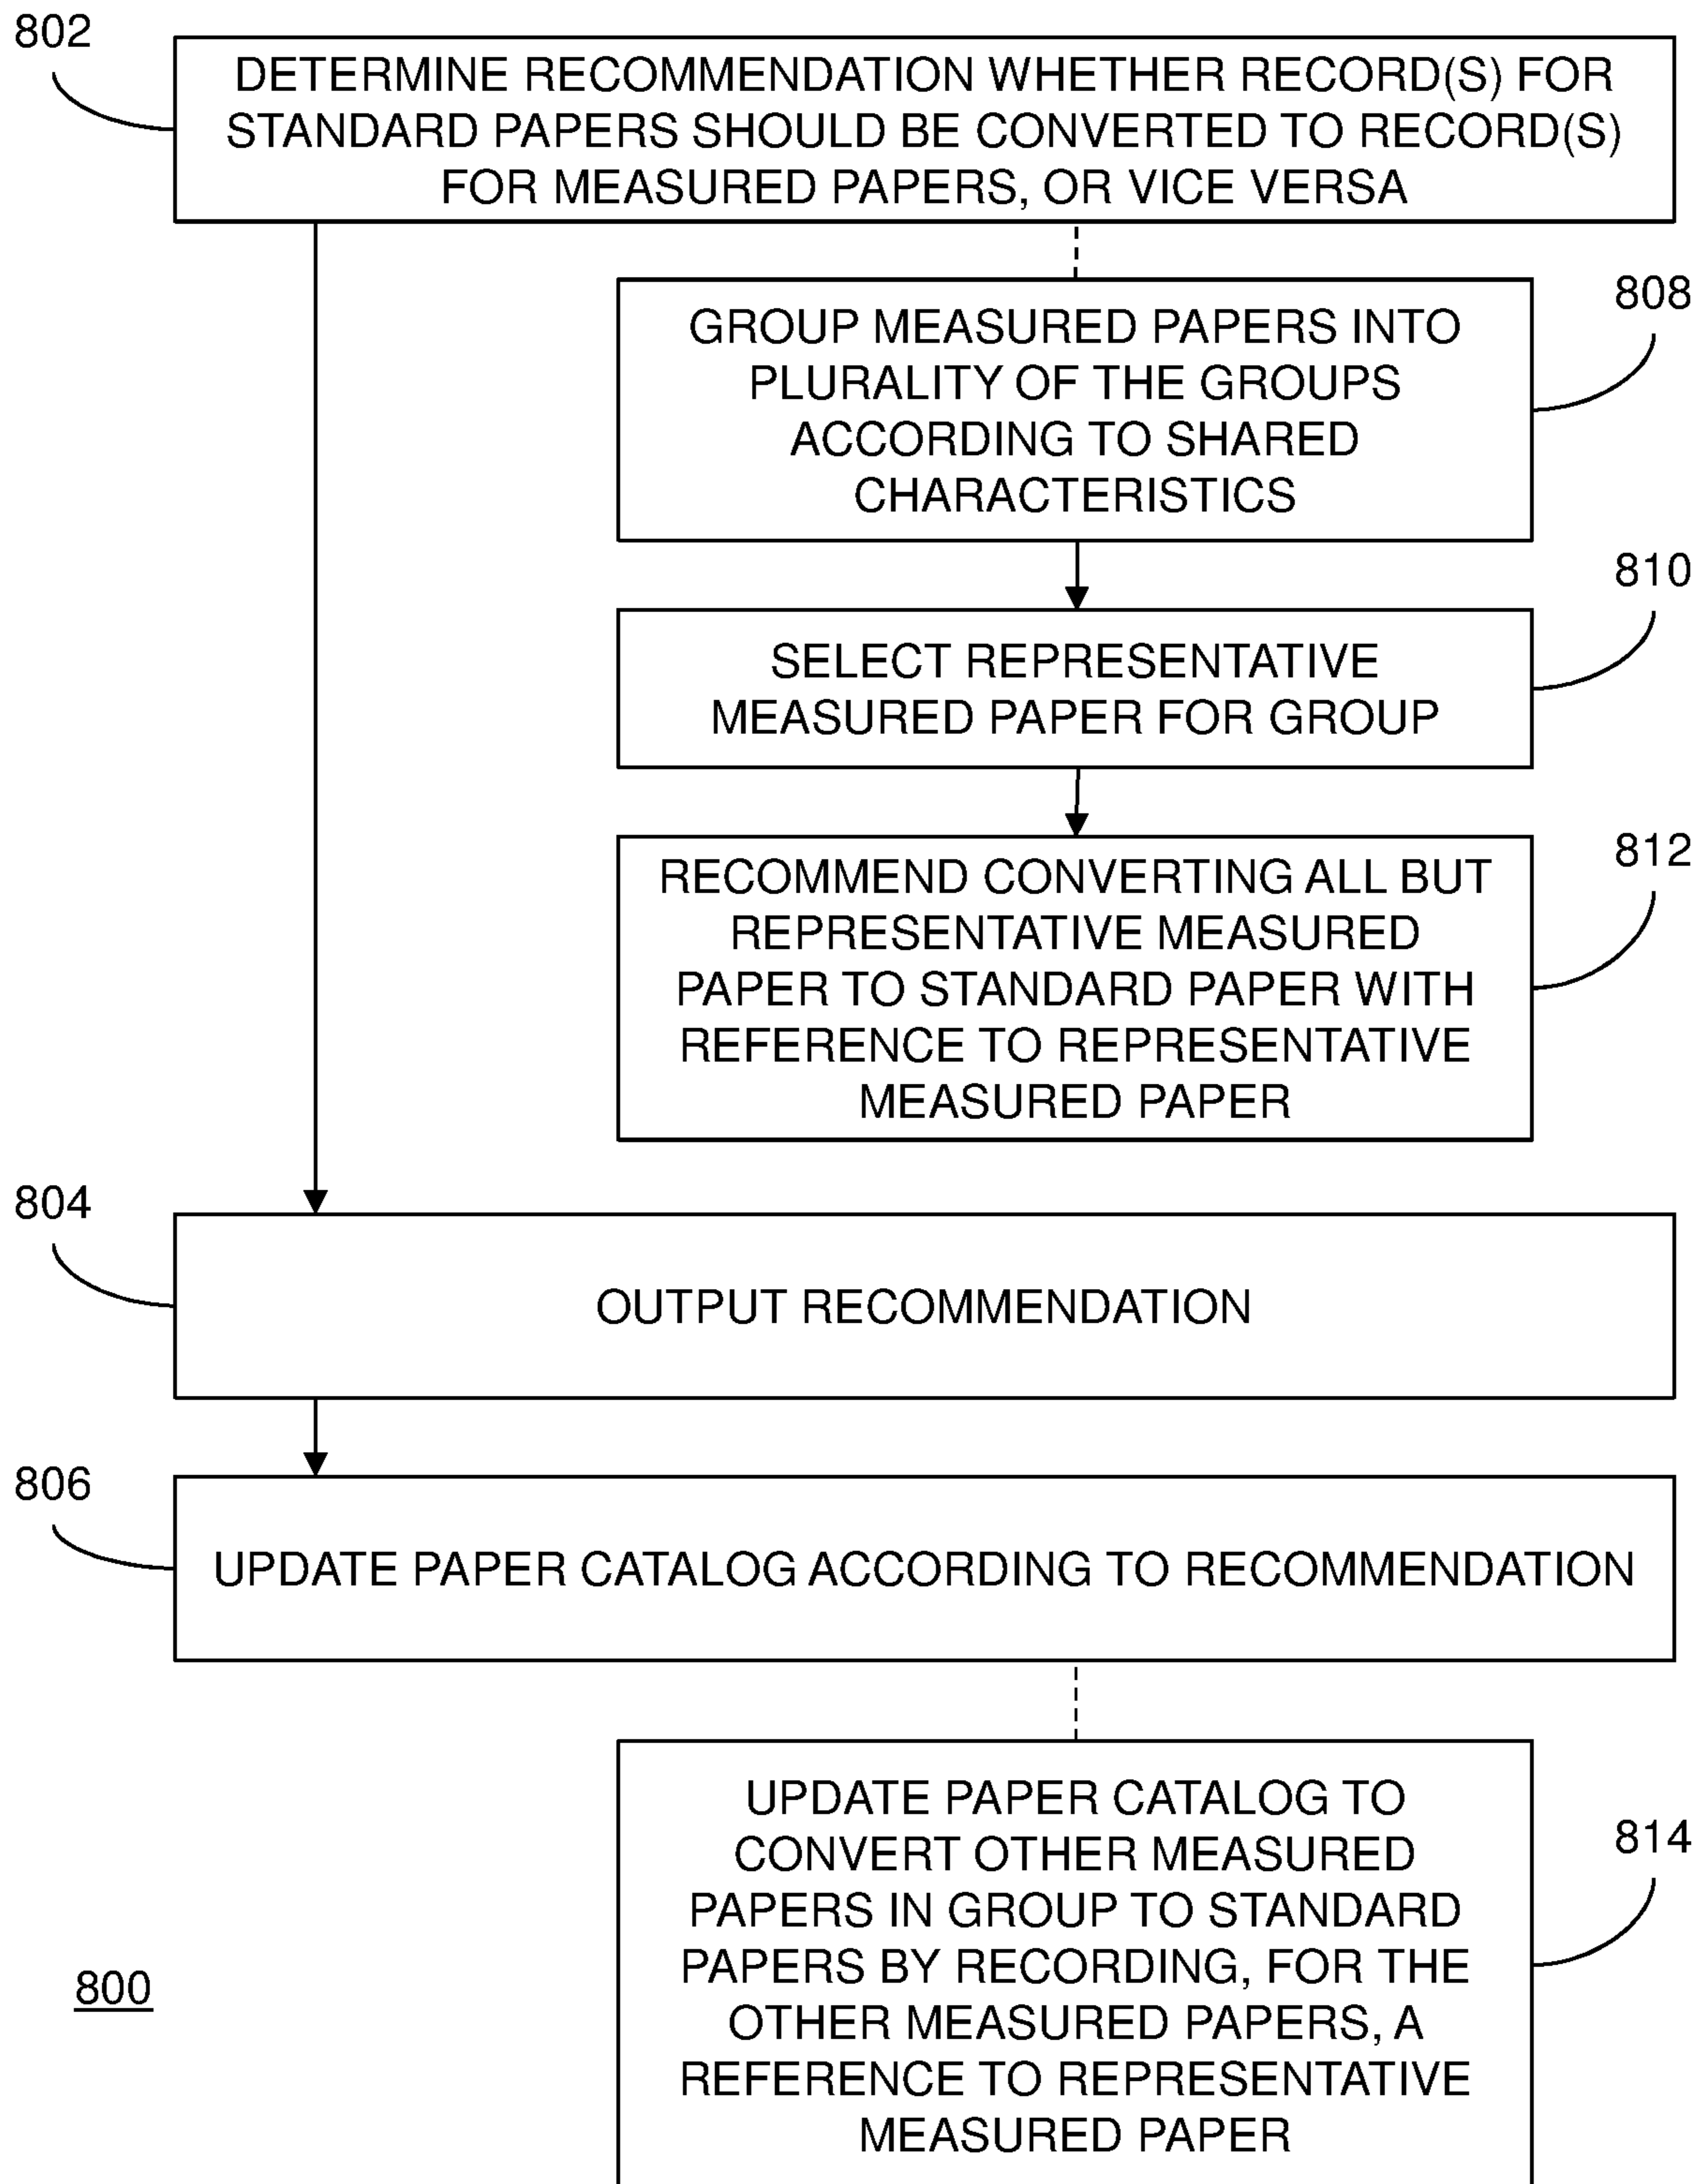 802
DETERMINE RECOMMENDATION WHETHER RECORD(S) FOR
STANDARD PAPERS SHOULD BE CONVERTED TO RECORD(S)
FOR MEASURED PAPERS, OR VICE VERSA
808
GROUP MEASURED PAPERS INTO
PLURALITY OF THE GROUPS
ACCORDING TO SHARED
CHARACTERISTICS
810
SELECT REPRESENTATIVE
MEASURED PAPER FOR GROUP
812
RECOMMEND CONVERTING ALL BUT
REPRESENTATIVE MEASURED
PAPER TO STANDARD PAPER WITH
REFERENCE TO REPRESENTATIVE
MEASURED PAPER
804
OUTPUT RECOMMENDATION
806
UPDATE PAPER CATALOG ACCORDING TO RECOMMENDATION
814
UPDATE PAPER CATALOG TO
CONVERT OTHER MEASURED
PAPERS IN GROUP TO STANDARD
PAPERS BY RECORDING, FOR THE
OTHER MEASURED PAPERS, A
REFERENCE TO REPRESENTATIVE
MEASURED PAPER
800